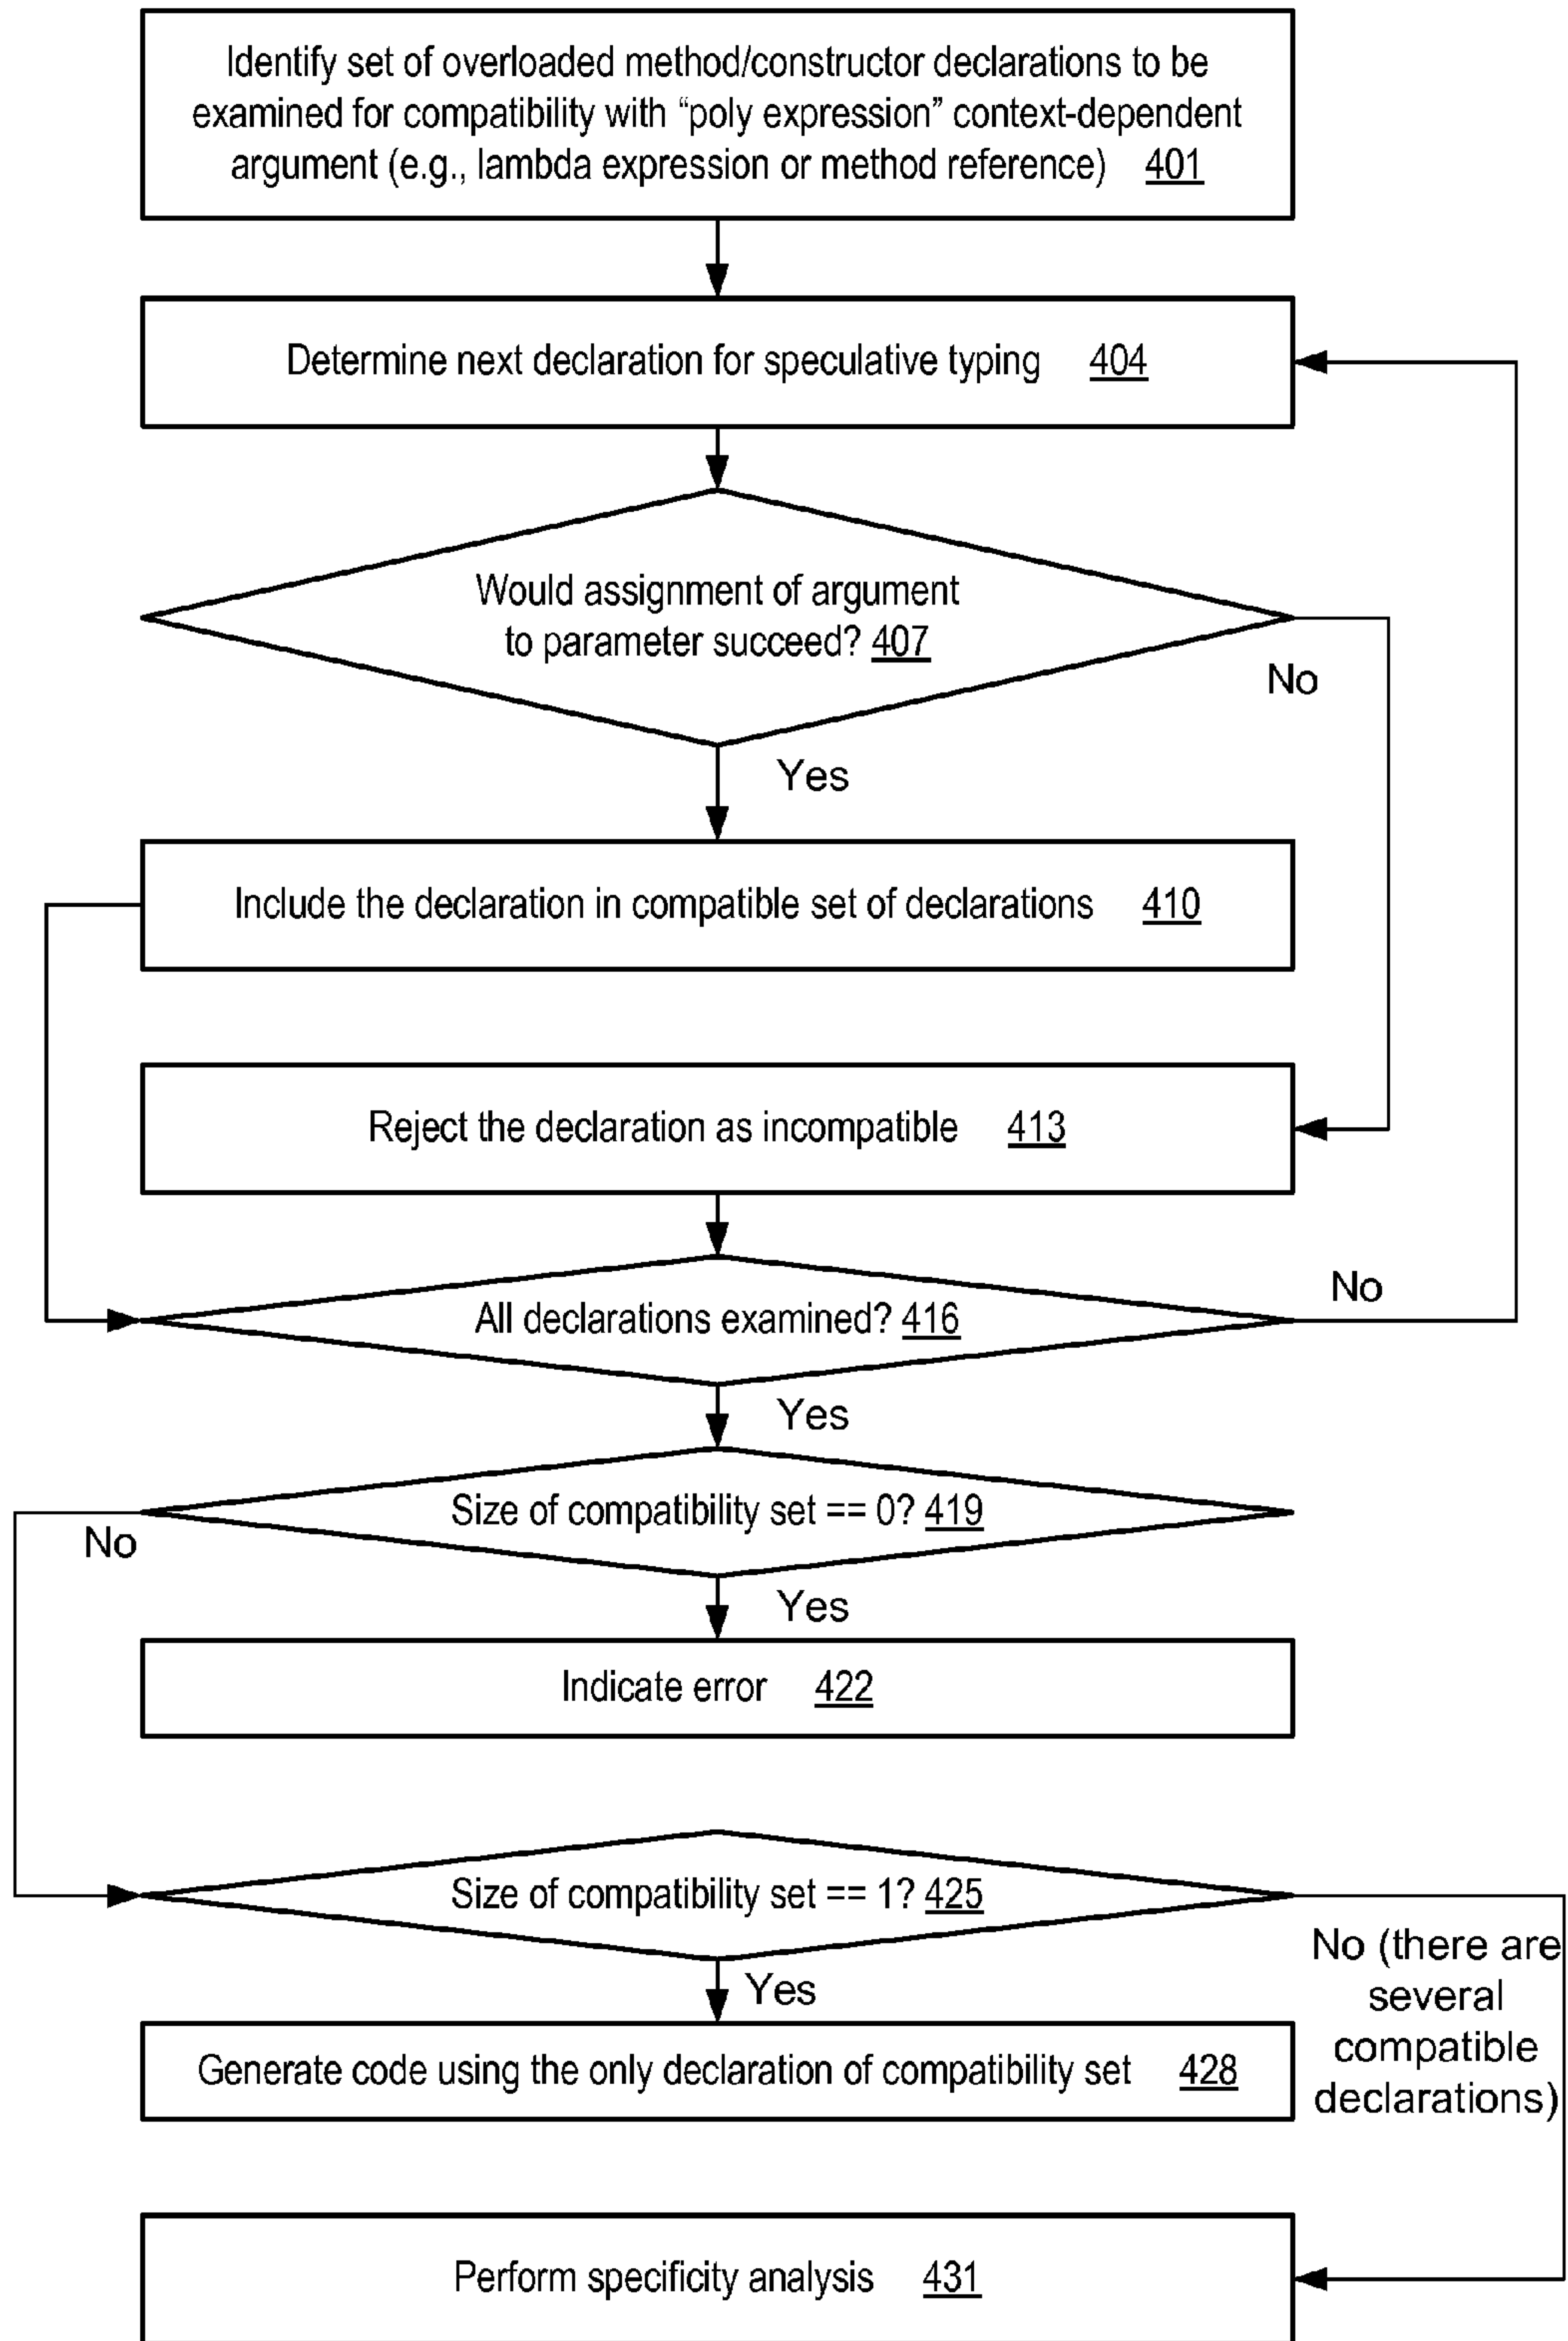 Identify set of overloaded method/constructor declarations to be
examined for compatibility with “poly expression” context-dependent
argument (e.g., lambda expression or method reference) 401
Determine next declaration for speculative typing 404
Would assignment of argument
to parameter succeed? 407
No
Yes
Include the declaration in compatible set of declarations 410
Reject the declaration as incompatible 413
No
All declarations examined? 416
Yes
Size of compatibility set == 0? 419
No
Yes
Indicate error 422
Size of compatibility set == 1? 425
No (there are
several
compatible
declarations)
Yes
Generate code using the only declaration of compatibility set 428
Perform specificity analysis 431